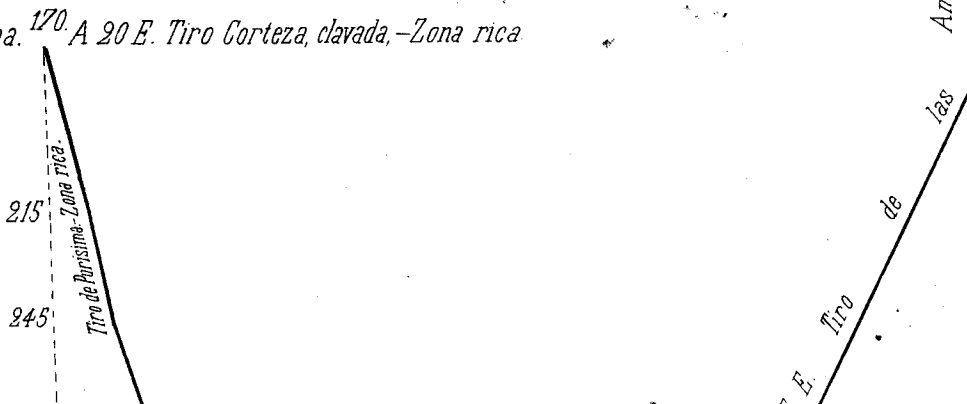 170. A 20 E. Tiro Corteza, clavada,-Zona rica
215
Tiro de Purísima.-Zona rica.
245
E. Tiro de las